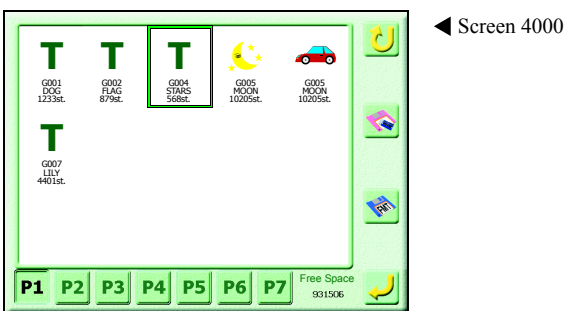 ◀ Screen 4000
T T T
G001 G002 G004 G005 G005
DOG FLAG STARS MOON MOON
1233st. 879st. 568st. 10205st. 10205st.
T
G007
LILY
4401st.
FMT
P1 P2 P3 P4 P5 P6 P7 Free Space
931506